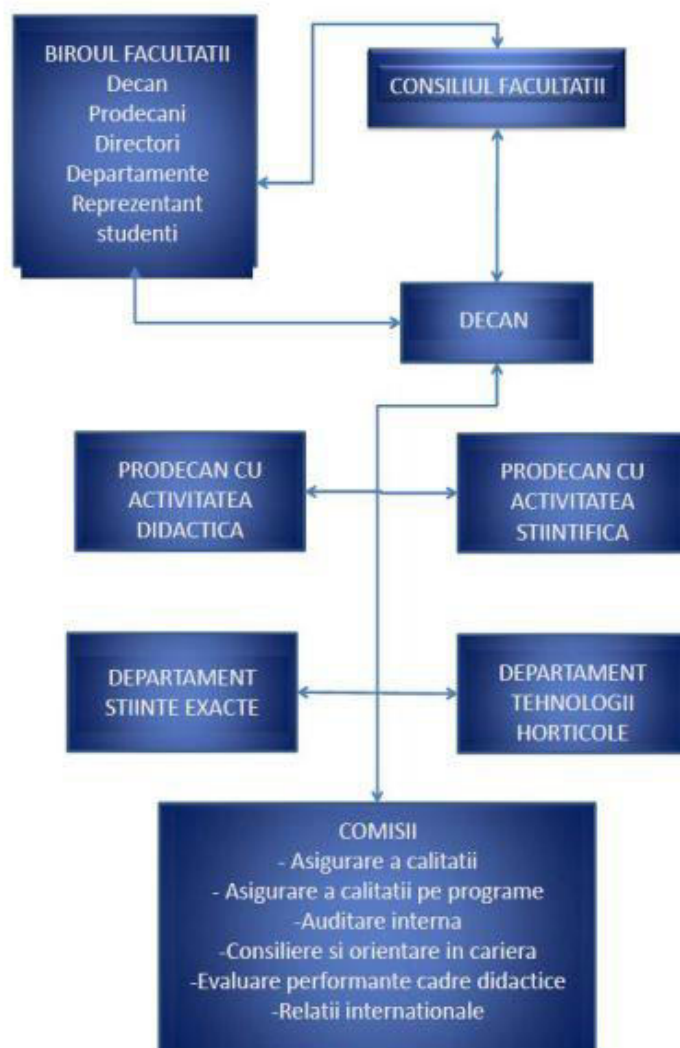 BIROUL FACULTATII
Decan
Prodecani
Directori
Departamente
Reprezentant
studenti
CONSILIUL FACULTATII
DECAN
PRODECAN CU
ACTIVITATEA
DIDACTICA
PRODECAN CU
ACTIVITATEA
STIINTIFICA
DEPARTAMENT
STIINTE EXACTE
DEPARTAMENT
TEHNOLOGII
HORTICOLE
COMISII
- Asigurare a calitatii
- Asigurare a calitatii pe programe
-Auditare interna
-Consiliere si orientare in cariera
-Evaluare performante cadre didactice
-Relatii internationale